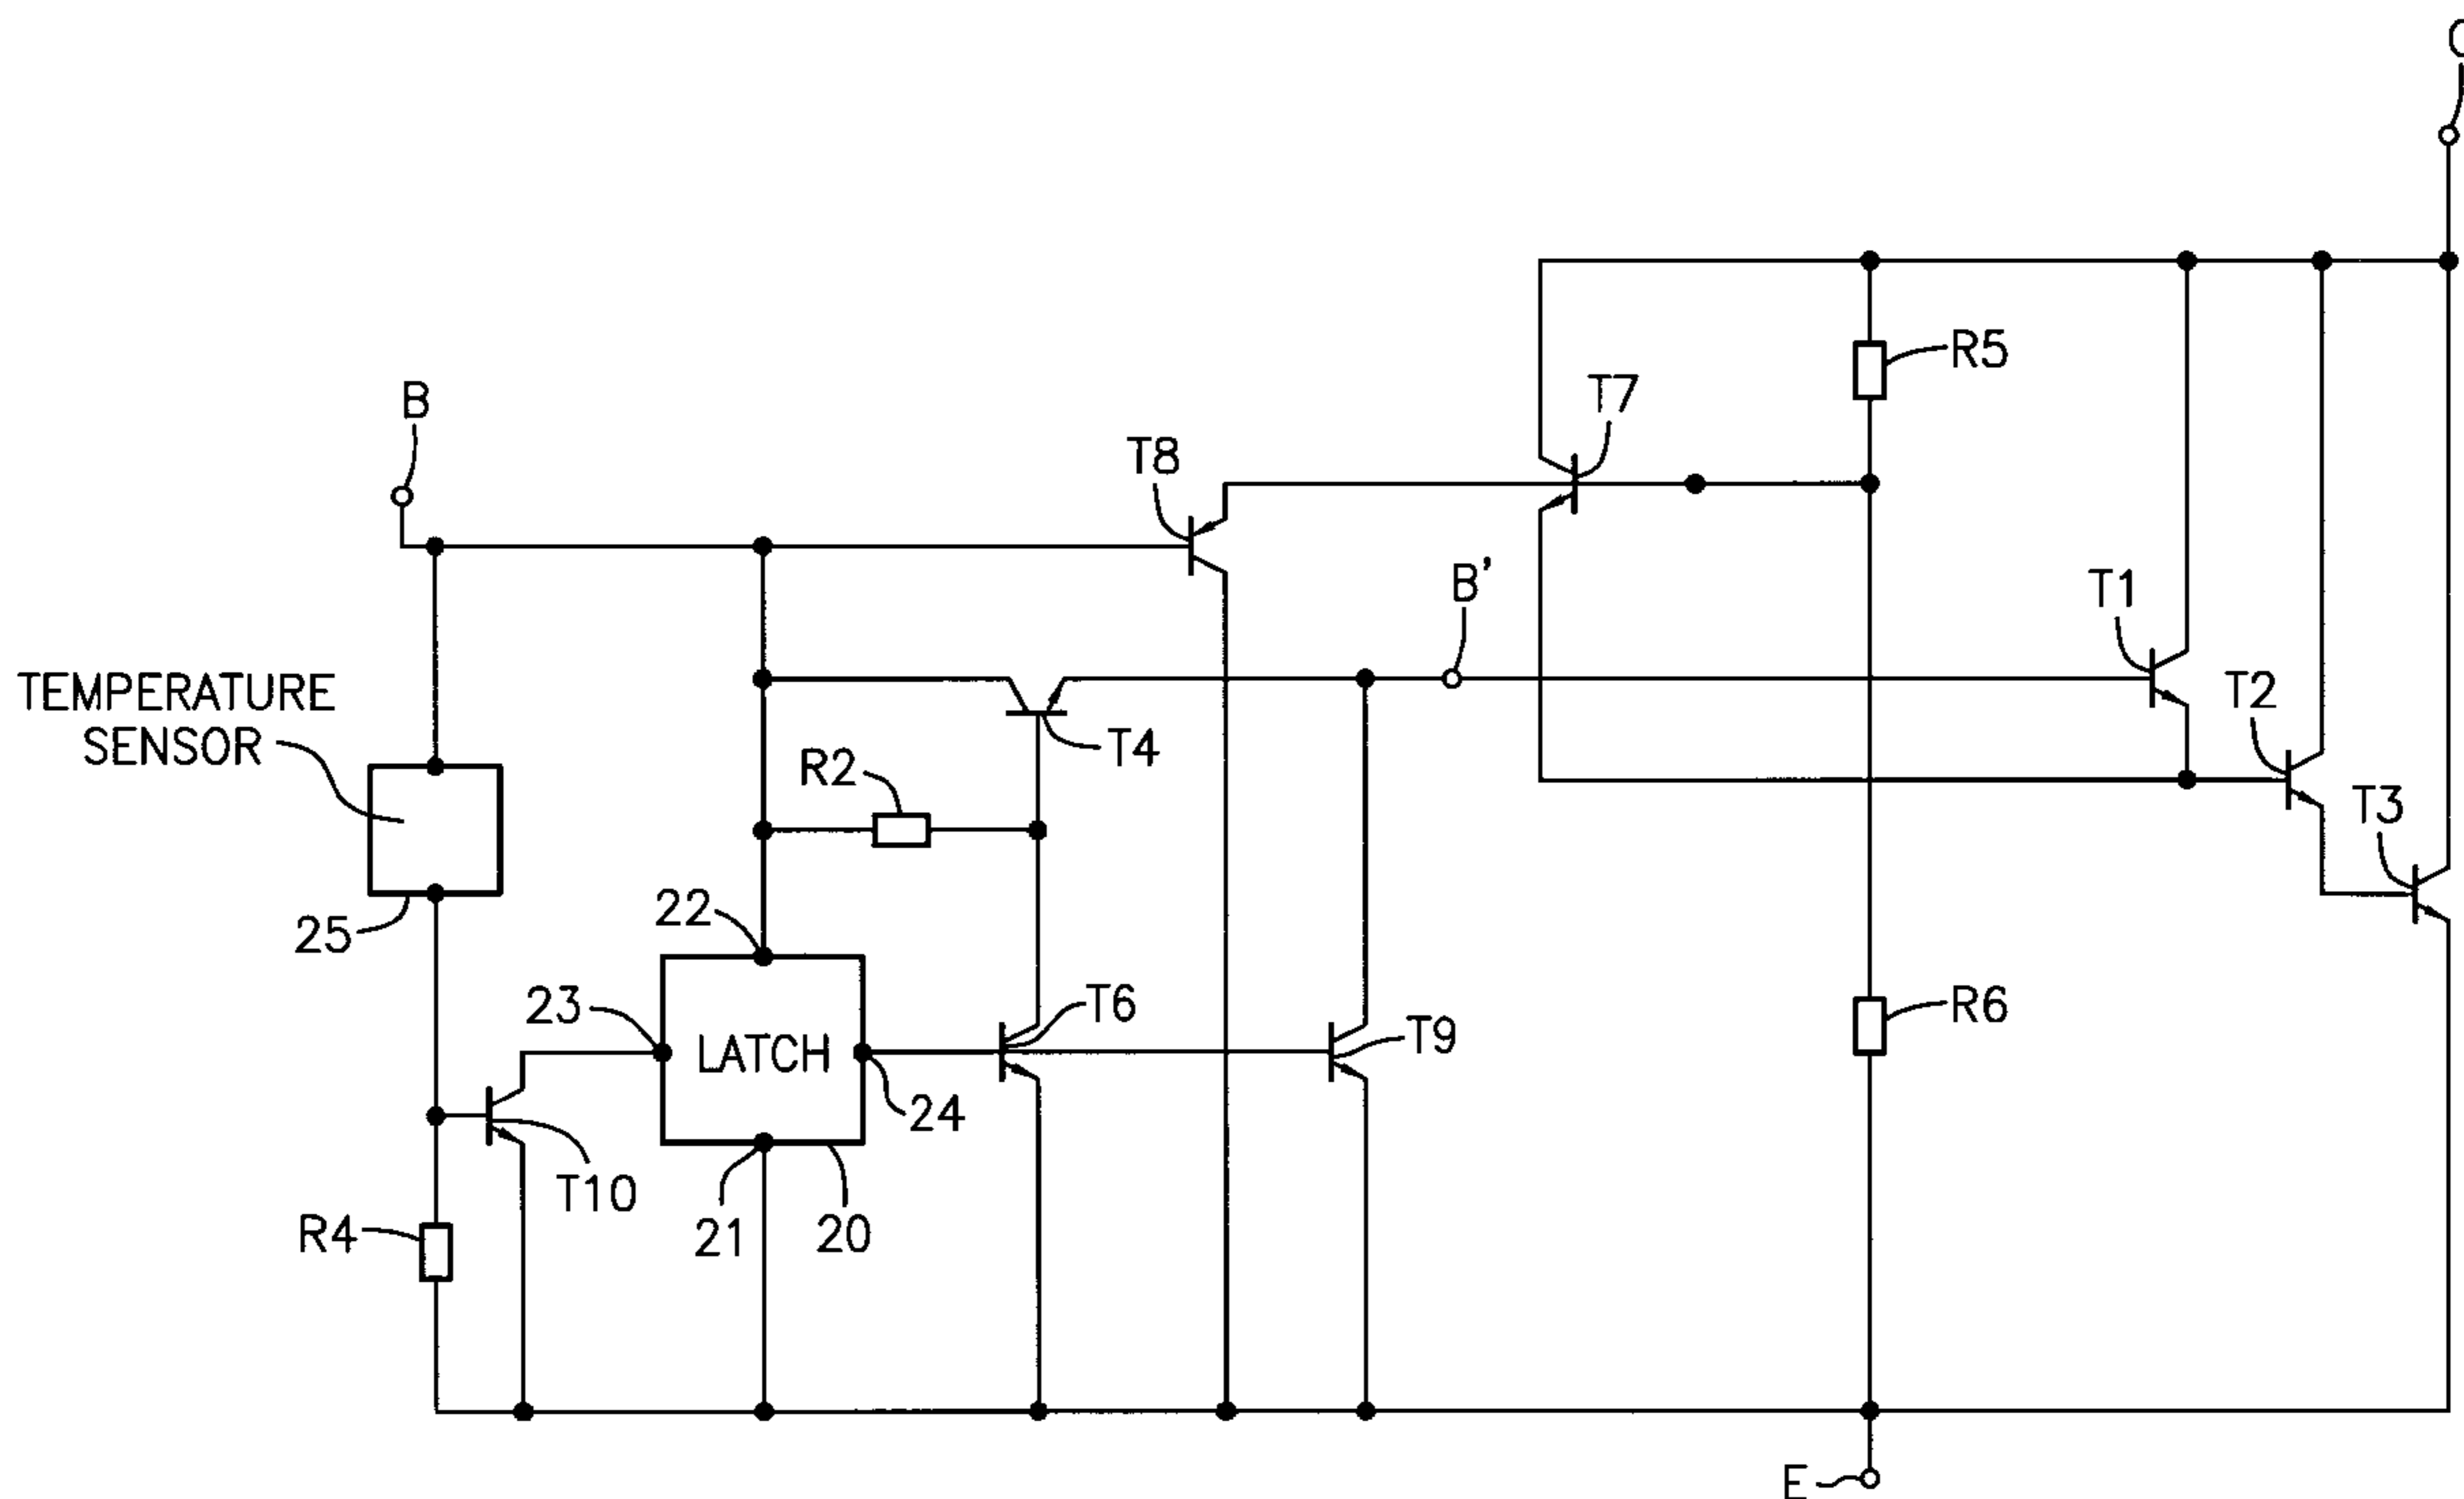 C
R5
B
T7
T8
B'
T1
T2
TEMPERATURE
SENSOR
T4
R2
T3
22
25
23
T6
R6
LATCH
T9
24
T10
R4
21
20
E